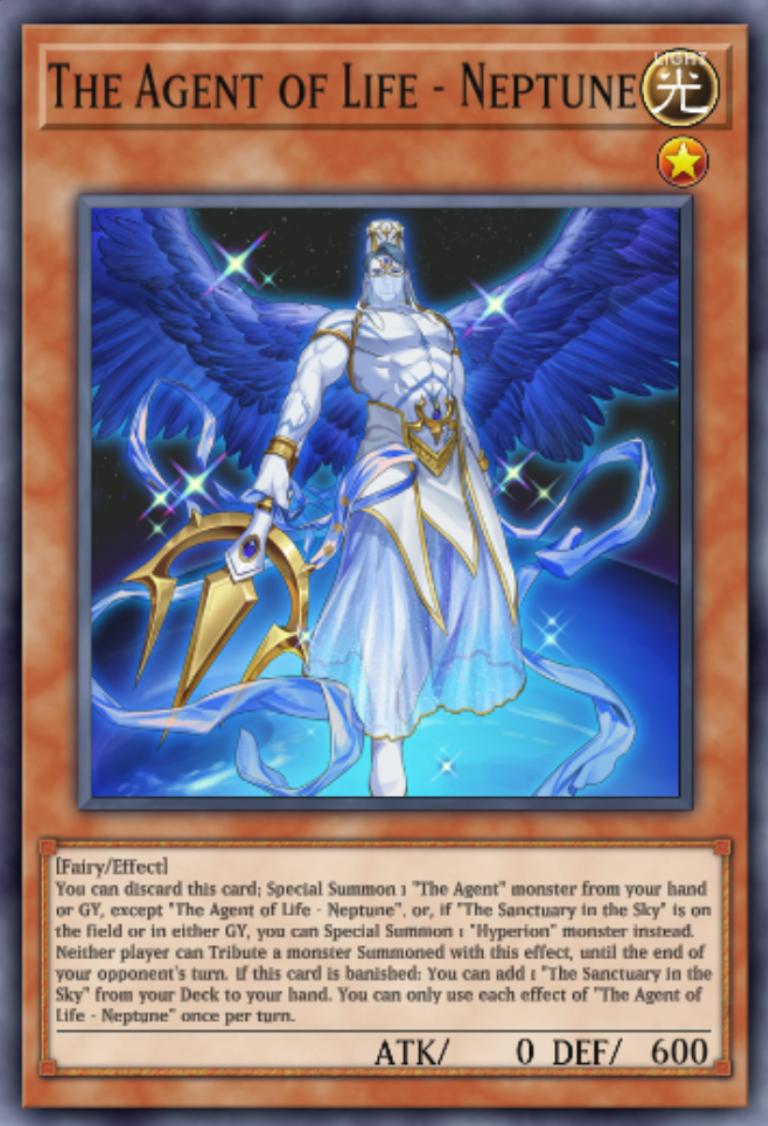 THE AGENT OF LIFE - NEPTUNE
LIGHT
光
[Fairy/Effect]
You can discard this card; Special Summon 1 "The Agent" monster from your hand
or GY, except "The Agent of Life - Neptune", or, if "The Sanctuary in the Sky" is on
the field or in either GY, you can Special Summon 1 "Hyperion" monster instead.
Neither player can Tribute a monster Summoned with this effect, until the end of
your opponent's turn. If this card is banished: You can add 1 "The Sanctuary in the
Sky" from your Deck to your hand. You can only use each effect of "The Agent of
Life - Neptune" once per turn.
ATK/ 0 DEF/ 600